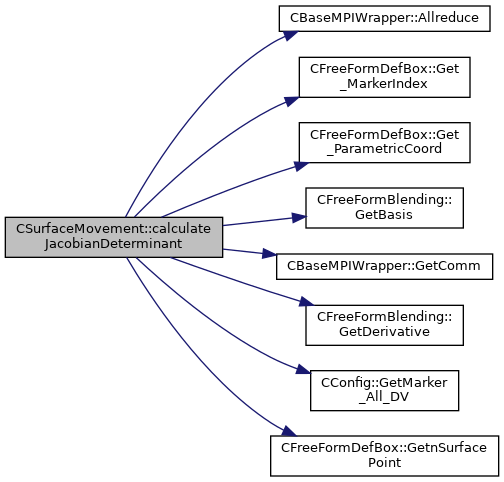 CBaseMPIWrapper::Allreduce
CFreeFormDefBox::Get
_MarkerIndex
CFreeFormDefBox::Get
_ParametricCoord
CFreeFormBlending::
GetBasis
CSurfaceMovement::calculate
JacobianDeterminant
CBaseMPIWrapper::GetComm
CFreeFormBlending::
GetDerivative
CConfig::GetMarker
_All_DV
CFreeFormDefBox::GetnSurface
Point